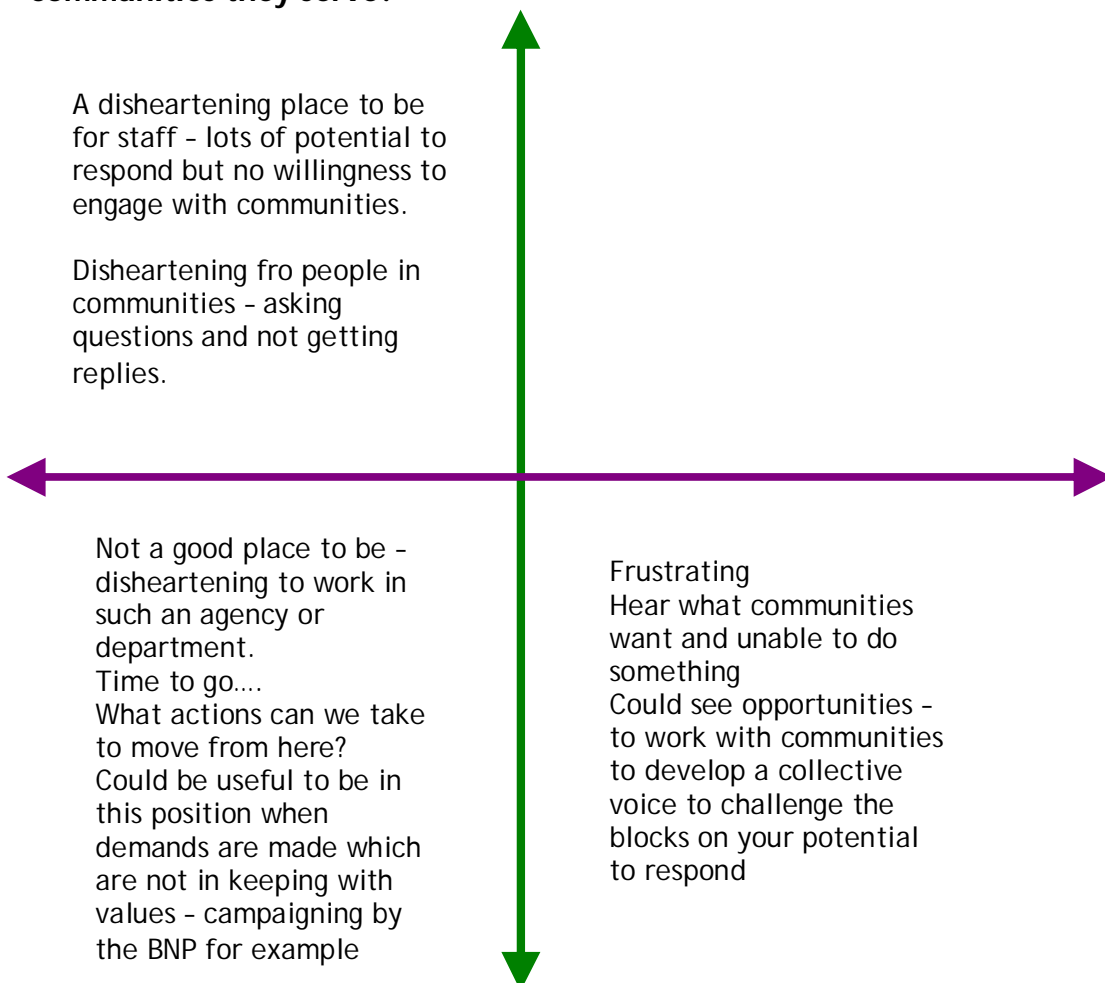 communities they serve?
A disheartening place to be
for staff – lots of potential to
respond but no willingness to
engage with communities.
Disheartening fro people in
communities – asking
questions and not getting
replies.
Not a good place to be –
disheartening to work in
such an agency or
department.
Time to go….
What actions can we take
to move from here?
Could be useful to be in
this position when
demands are made which
are not in keeping with
values – campaigning by
the BNP for example
Frustrating
Hear what communities
want and unable to do
something
Could see opportunities –
to work with communities
to develop a collective
voice to challenge the
blocks on your potential
to respond